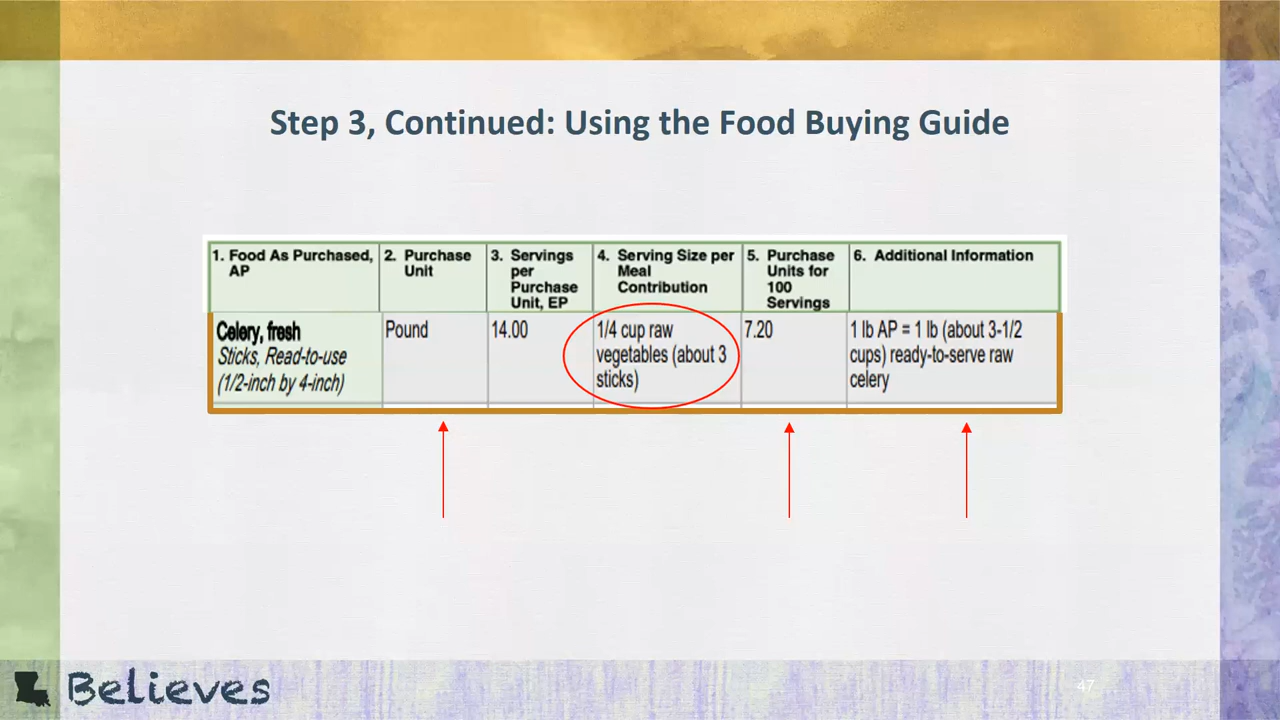 Step 3, Continued: Using the Food Buying Guide
1. Food As Purchased, AP
2. Purchase Unit
3. Servings per Purchase Unit, EP
4. Serving Size per Meal Contribution
5. Purchase Units for 100 Servings
6. Additional Information
Celery, fresh
Sticks, Read-to-use
(1/2-inch by 4-inch)
Pound
14.00
1/4 cup raw
vegetables (about 3
sticks)
7.20
1 lb AP = 1 lb (about 3-1/2
cups) ready-to-serve raw
celery
Believes
47